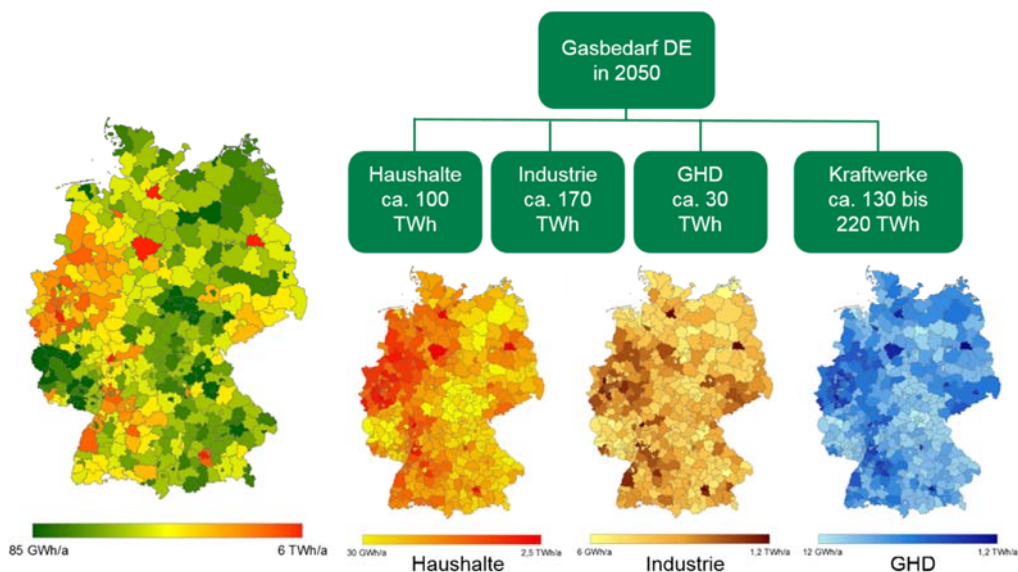 Gasbedarf DE
in 2050
Haushalte
ca. 100
TWh
Industrie
ca. 170
TWh
GHD
ca. 30
TWh
Kraftwerke
ca. 130 bis
220 TWh
85 GWh/a
6 TWh/a
30 GWh/a
2,5 TWh/a
Haushalte
6 GWh/a
1,2 TWh/a
Industrie
12 GWh/a
1,2 TWh/a
GHD